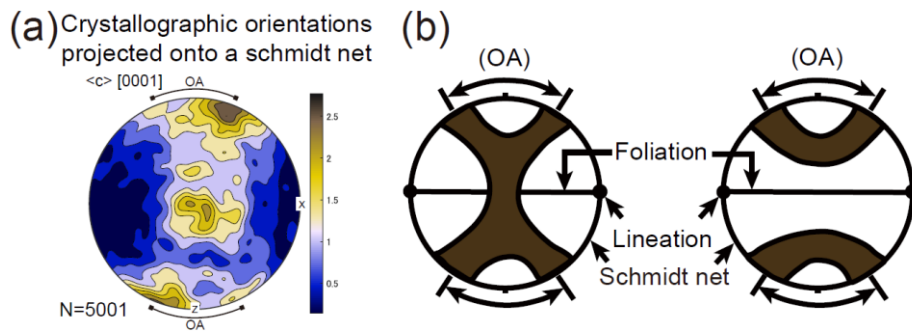 (a) Crystallographic orientations
projected onto a schmidt net
<c> [0001]
OA
2.5
2
1.5
1
0.5
X
Z
N=5001
OA
(b)
(OA)
(OA)
Foliation
Lineation
Schmidt net